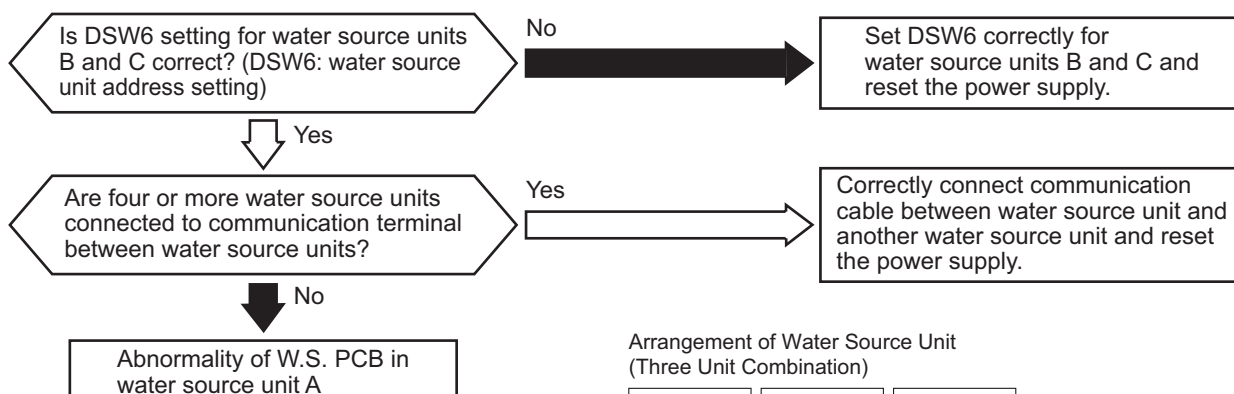 Is DSW6 setting for water source units
B and C correct? (DSW6: water source
unit address setting)
No
Set DSW6 correctly for
water source units B and C and
reset the power supply.
Yes
Are four or more water source units
connected to communication terminal
between water source units?
Yes
Correctly connect communication
cable between water source unit and
another water source unit and reset
the power supply.
No
Abnormality of W.S. PCB in
water source unit A
Arrangement of Water Source Unit
(Three Unit Combination)